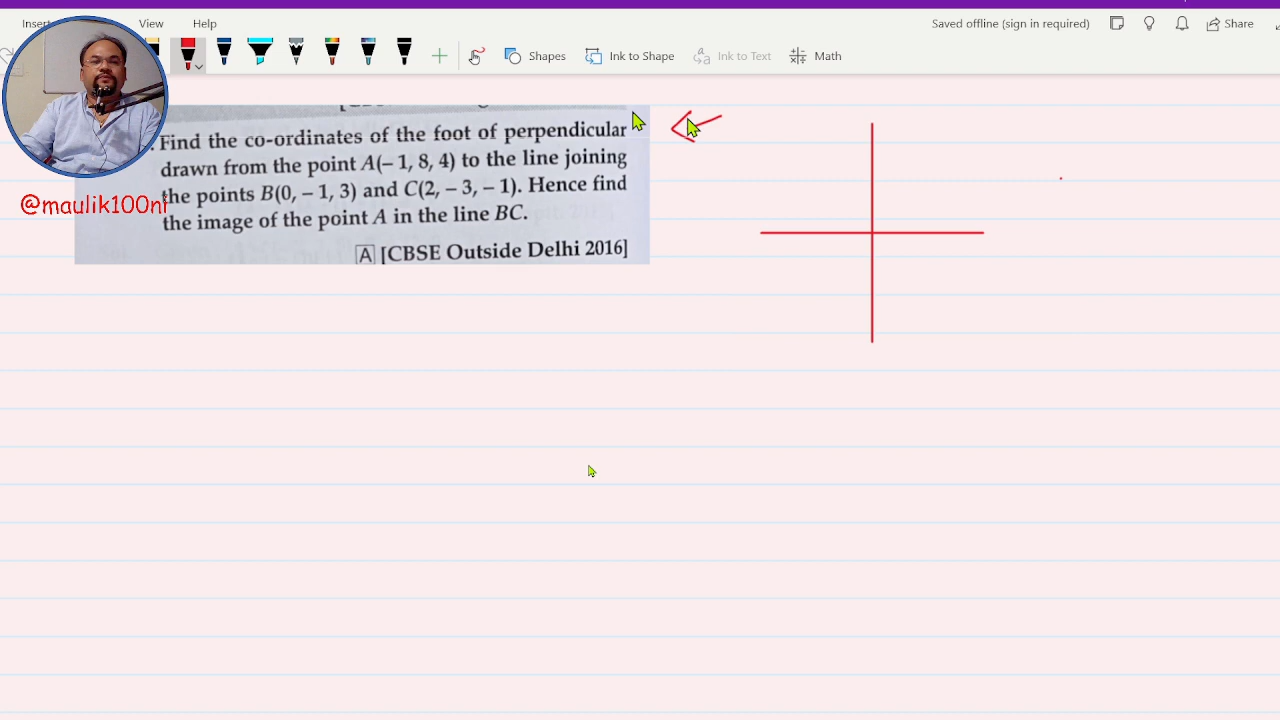 Insert
View
Help
Saved offline (sign in required)
Share
Shapes
Ink to Shape
Ink to Text
Math
Find the co-ordinates of the foot of perpendicular
drawn from the point A(– 1, 8, 4) to the line joining
the points B(0, – 1, 3) and C(2, – 3, – 1). Hence find
the image of the point A in the line BC.
A [CBSE Outside Delhi 2016]